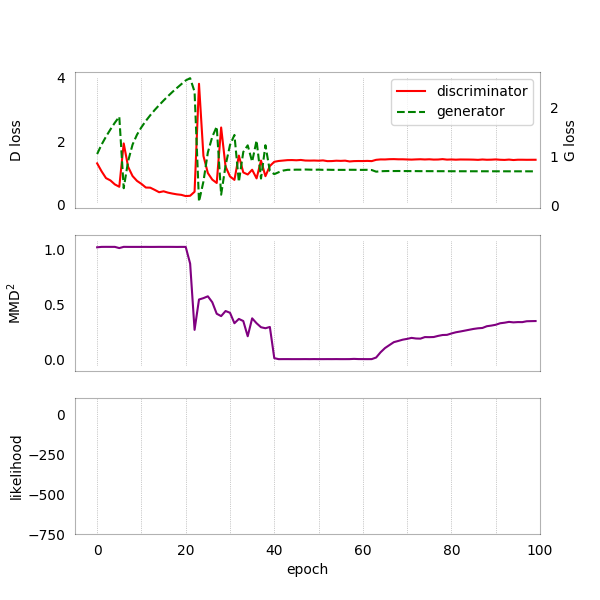 4
2
0
D loss
discriminator
generator
2
1
0
G loss
1.0
0.5
0.0
MMD²
0
−250
−500
−750
likelihood
0 20 40 60 80 100
epoch